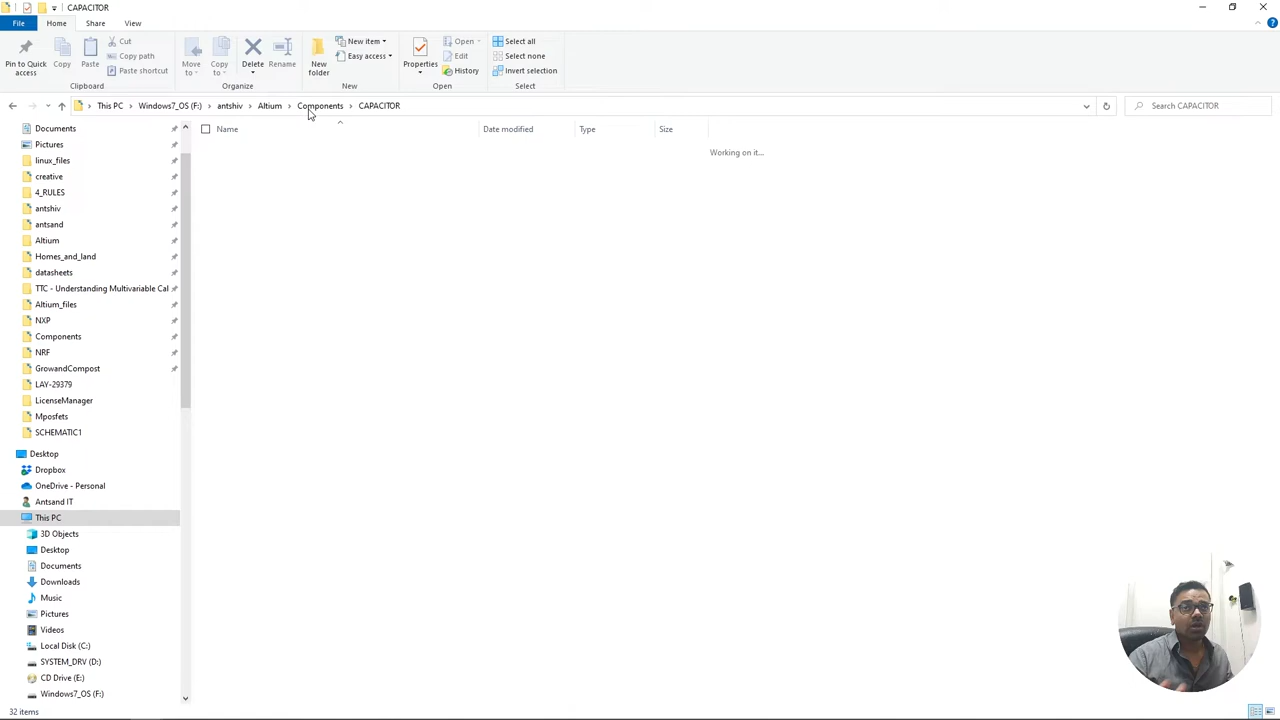 CAPACITOR
File
Home
Share
View
Pin to Quick access
Copy
Paste
Cut
Copy path
Paste shortcut
Move to
Copy to
Delete
Rename
New folder
New item
Easy access
Properties
Open
Edit
History
Select all
Select none
Invert selection
Clipboard
Organize
New
Open
Select
This PC > Windows7_OS (F:) > antshiv > Altium > Components > CAPACITOR
Search CAPACITOR
Name
Date modified
Type
Size
Working on it...
Documents
Pictures
linux_files
creative
4_RULES
antshiv
antsand
Altium
Homes_and_land
datasheets
TTC - Understanding Multivariable Cal
Altium_files
NXP
Components
NRF
GrowandCompost
LAY-29379
LicenseManager
Mposfets
SCHEMATIC1
Desktop
Dropbox
OneDrive - Personal
Antsand IT
This PC
3D Objects
Desktop
Documents
Downloads
Music
Pictures
Videos
Local Disk (C:)
SYSTEM_DRV (D:)
CD Drive (E:)
Windows7_OS (F:)
32 items